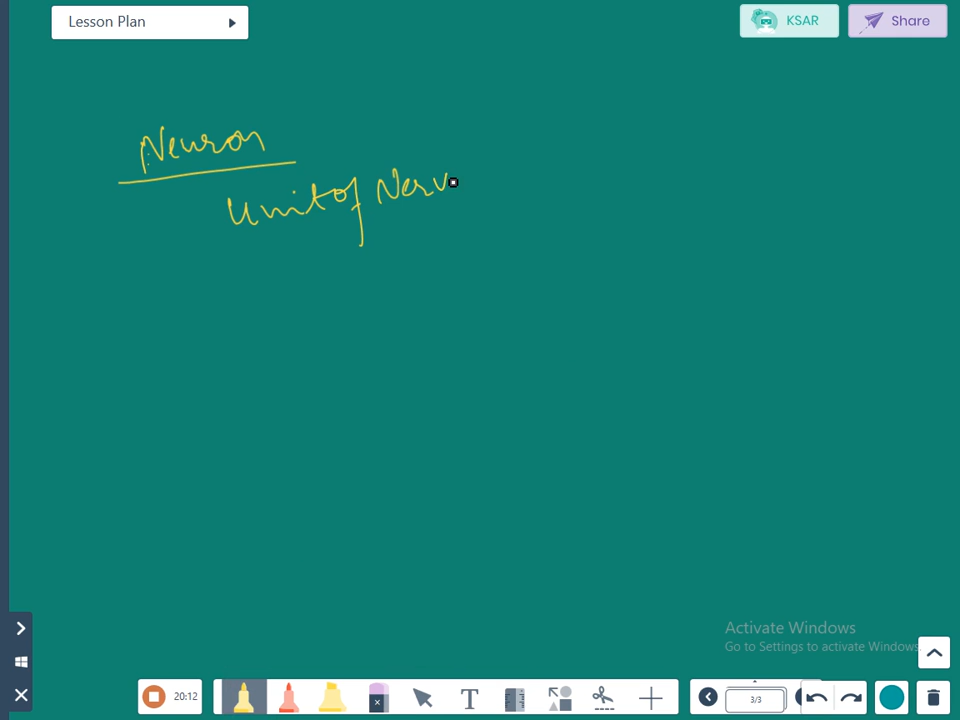 Lesson Plan
KSAR
Share
Neuron
Unit of Nerv
Activate Windows
Go to Settings to activate Windows.
20:12
T
3/3